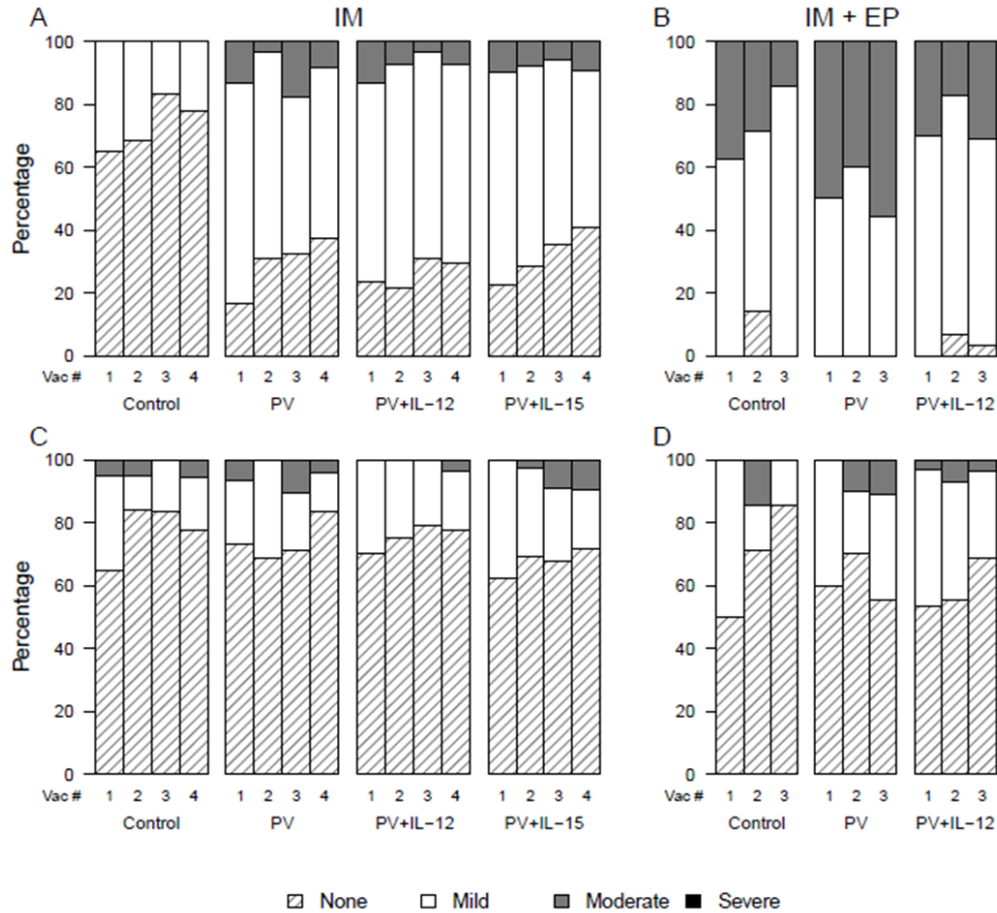 A IM B IM + EP
100 100
80 80
60 60
Percentage
40 40
20 20
0 0
Vac # 1 2 3 4 1 2 3 4 1 2 3 4 1 2 3 4 Vac # 1 2 3 1 2 3 1 2 3
Control PV PV+IL−12 PV+IL−15 Control PV PV+IL−12
C D
100 100
80 80
60 60
Percentage
40 40
20 20
0 0
Vac # 1 2 3 4 1 2 3 4 1 2 3 4 1 2 3 4 Vac # 1 2 3 1 2 3 1 2 3
Control PV PV+IL−12 PV+IL−15 Control PV PV+IL−12
None Mild Moderate Severe